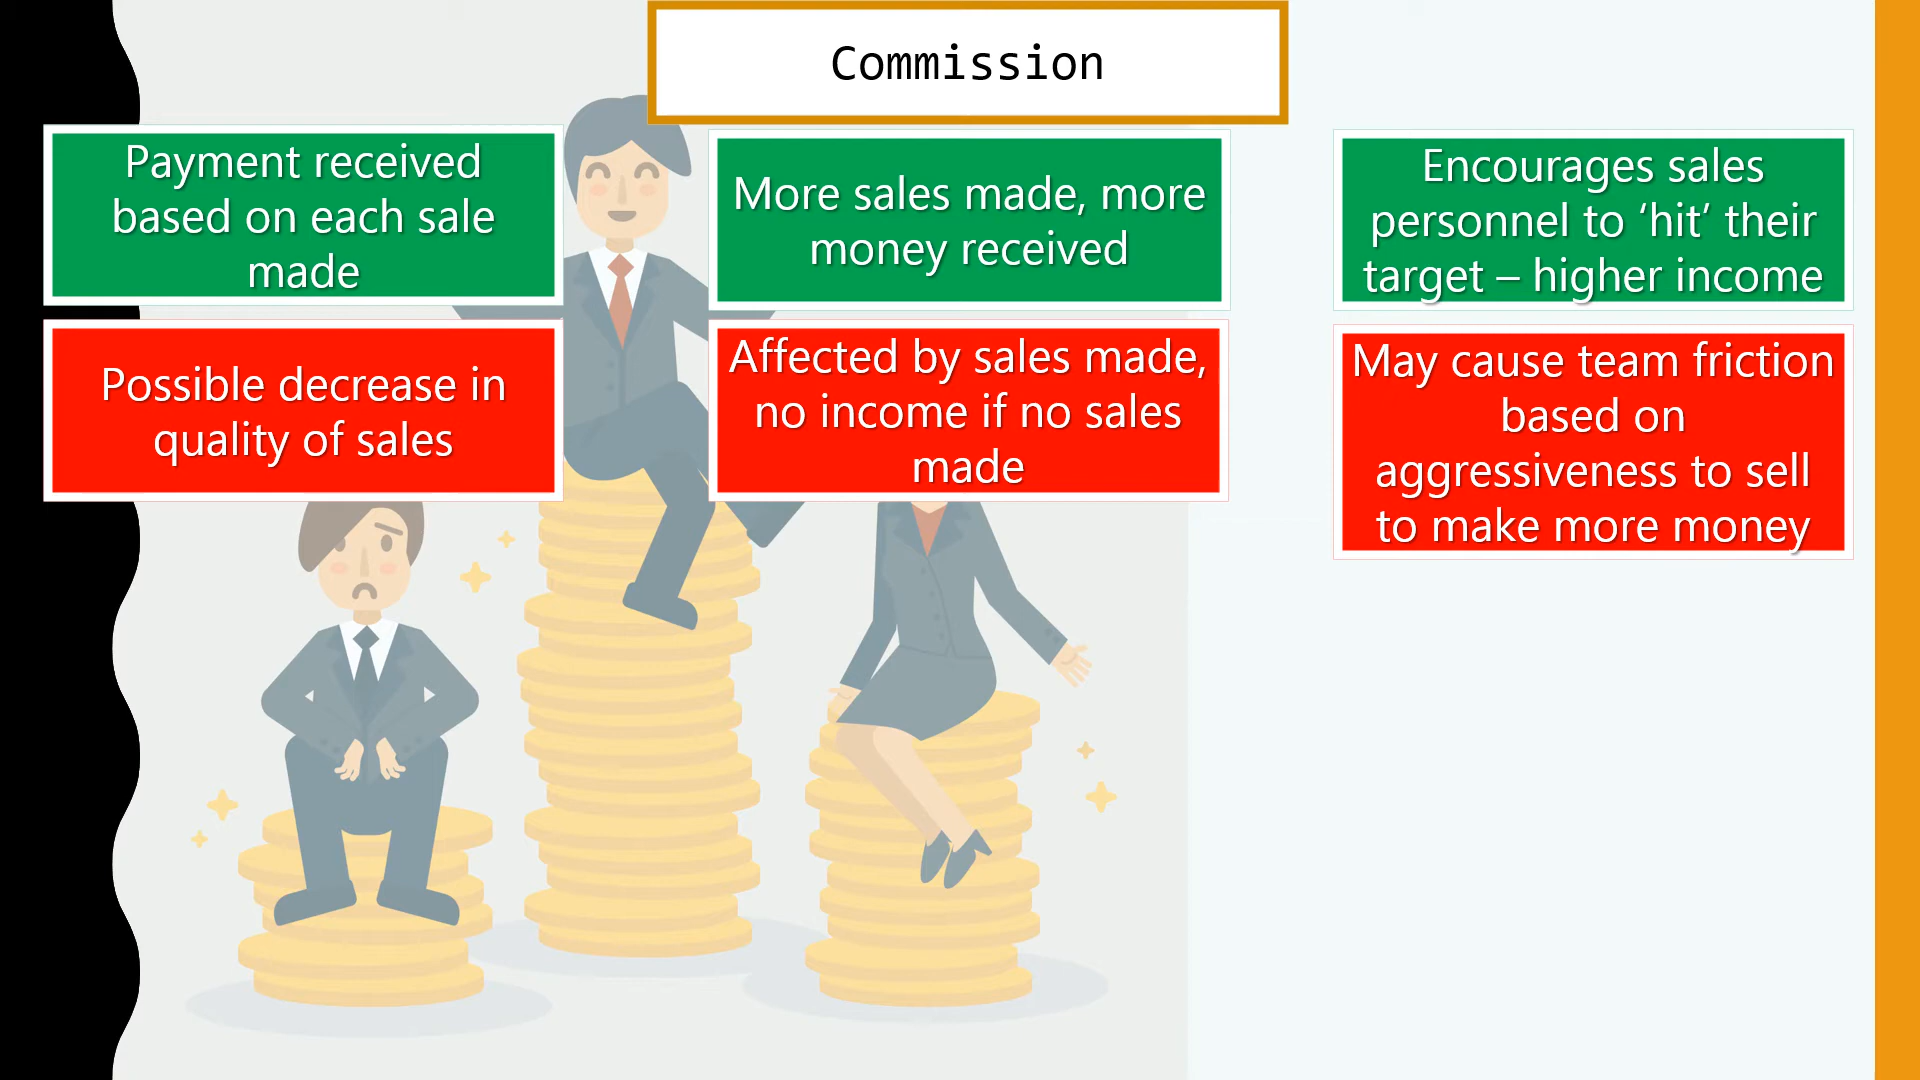 Commission
Payment received
based on each sale
made
More sales made, more
money received
Encourages sales
personnel to ‘hit’ their
target – higher income
Possible decrease in
quality of sales
Affected by sales made,
no income if no sales
made
May cause team friction
based on
aggressiveness to sell
to make more money